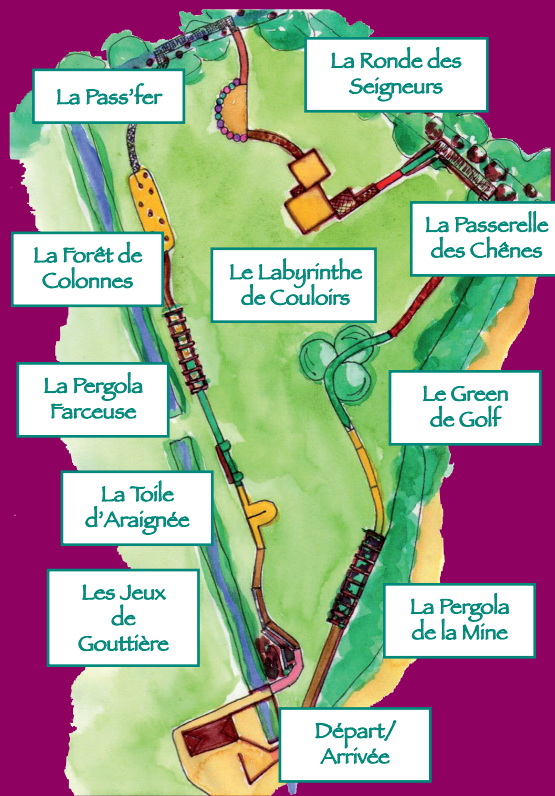 La Ronde des
Seigneurs
La Pass'fer
La Passerelle
des Chênes
La Forêt de
Colonnes
Le Labyrinthe
de Couloirs
La Pergola
Farceuse
Le Green
de Golf
La Toile
d'Araignée
Les Jeux
de
Gouttière
La Pergola
de la Mine
Départ/
Arrivée